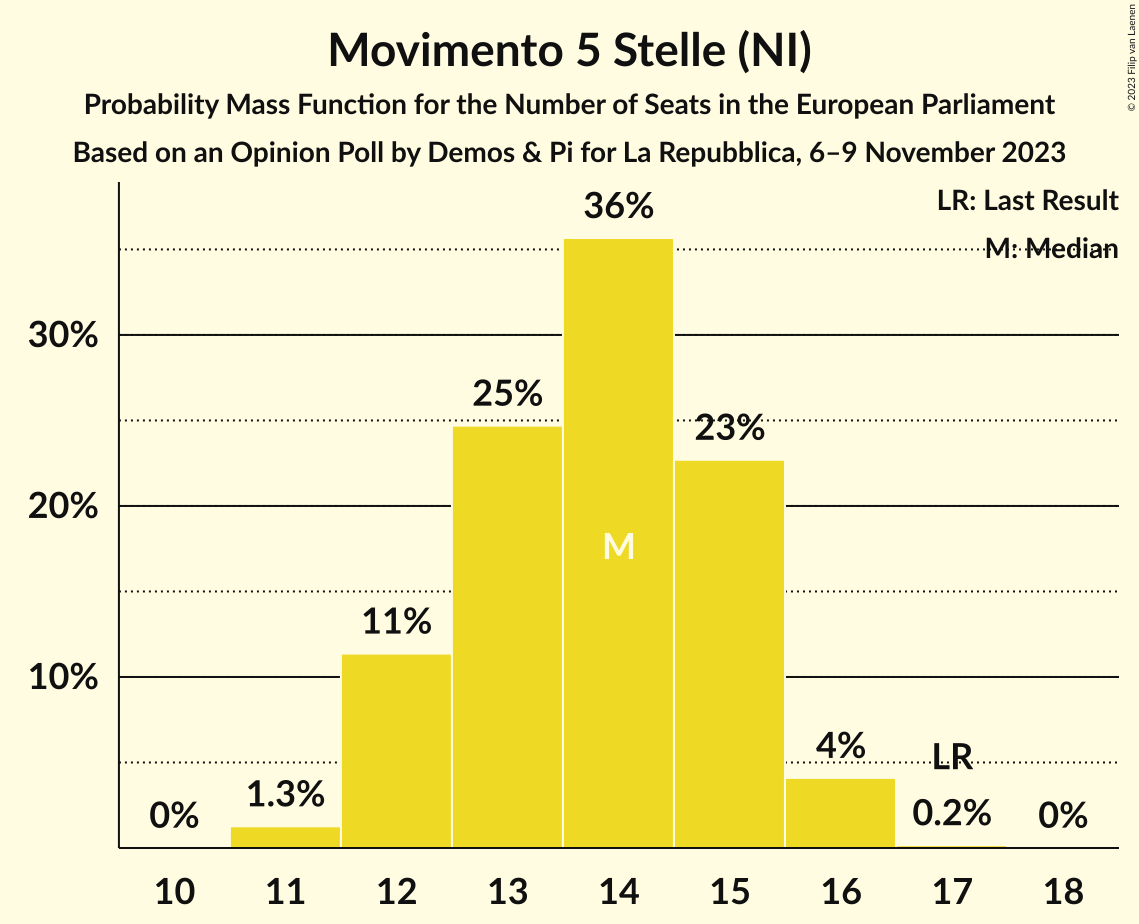 Movimento 5 Stelle (NI)
Probability Mass Function for the Number of Seats in the European Parliament
Based on an Opinion Poll by Demos & Pi for La Repubblica, 6–9 November 2023
© 2023 Filip van Laenen
LR: Last Result
M: Median
36%
30%
25%
23%
20%
M
11%
10%
4%
LR
1.3%
0%
0.2%
0%
10 11 12 13 14 15 16 17 18